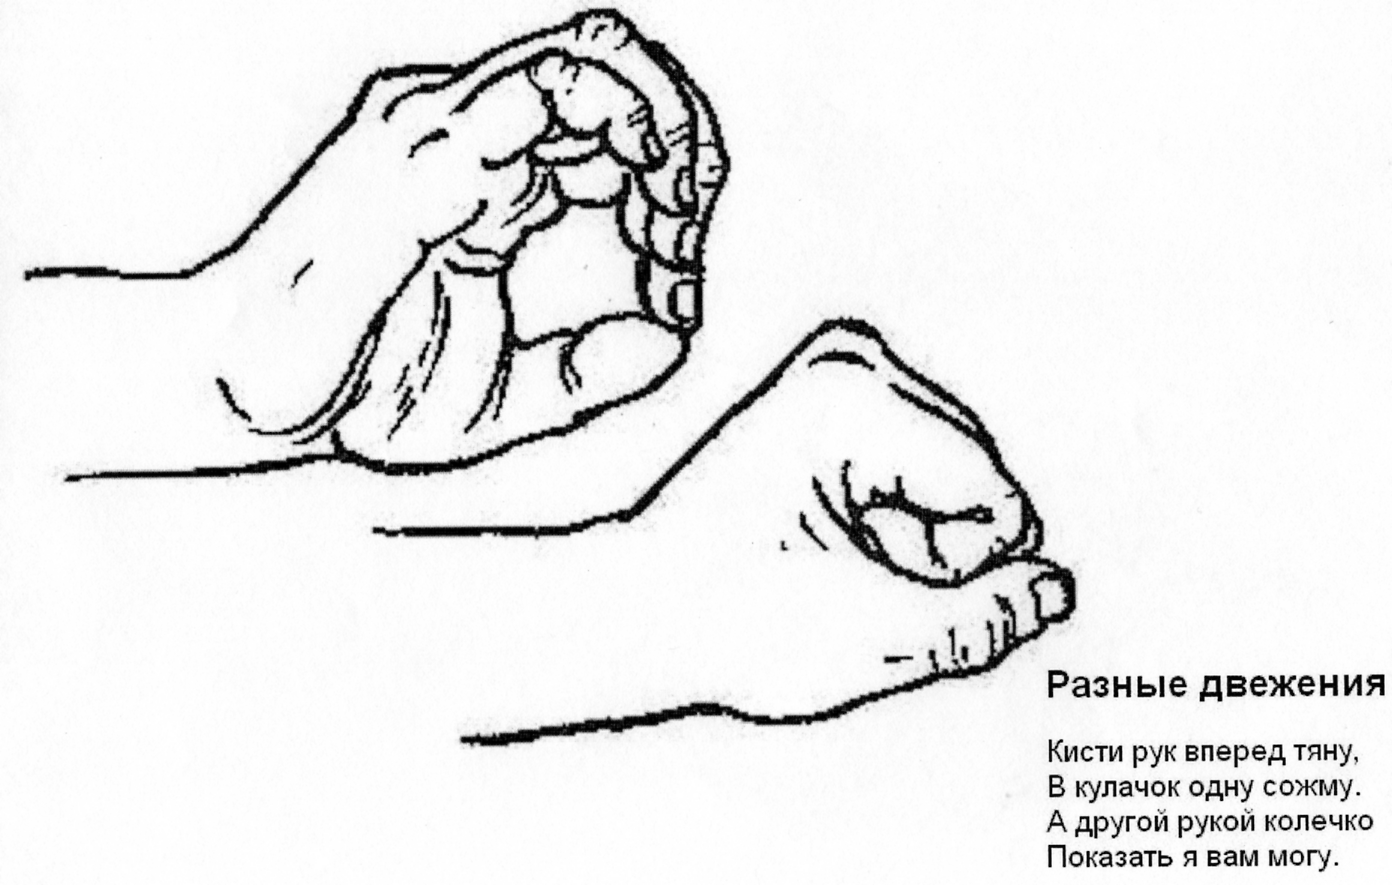 Разные двежения
Кисти рук вперед тяну,
В кулачок одну сожму.
А другой рукой колечко
Показать я вам могу.